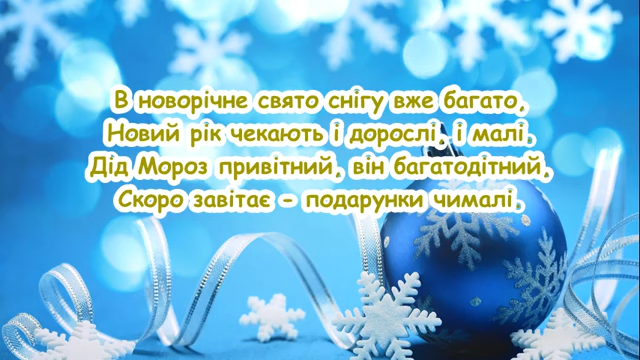 В новорічне свято снігу вже багато,
Новий рік чекають і дорослі, і малі.
Дід Мороз привітний, він багатодітний,
Скоро завітає - подарунки чималі.